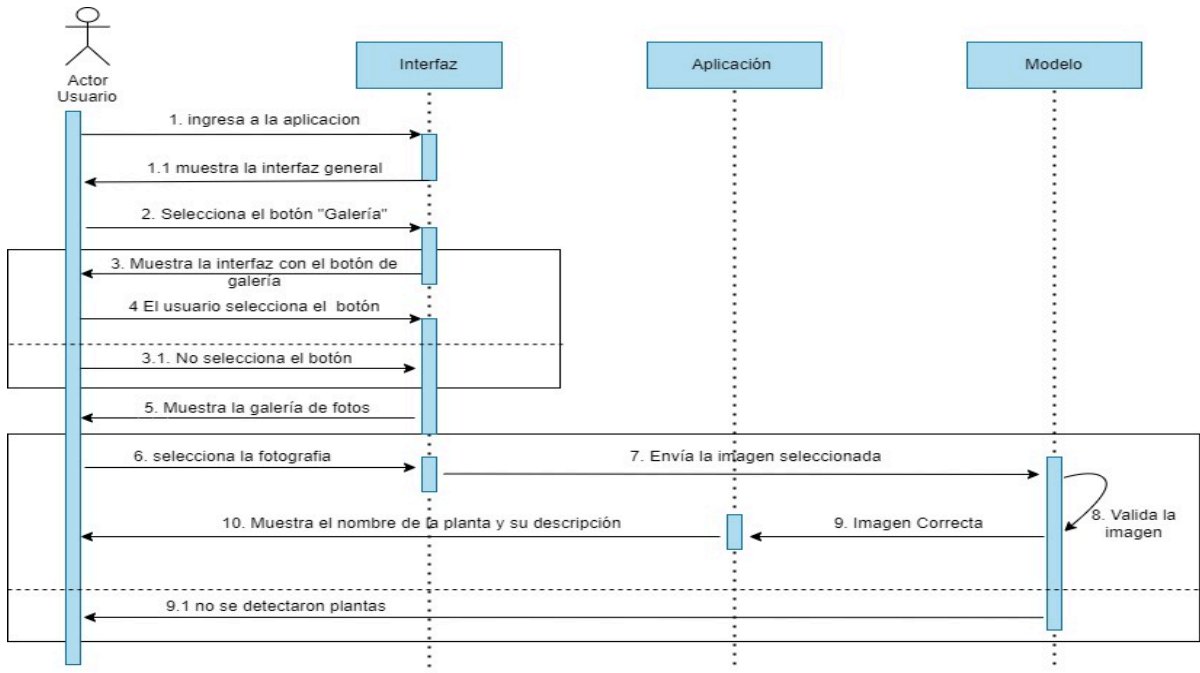 Actor
Usuario
Interfaz
Aplicación
Modelo
1. ingresa a la aplicacion
1.1 muestra la interfaz general
2. Selecciona el botón "Galería"
3. Muestra la interfaz con el botón de
galería
4 El usuario selecciona el botón
3.1. No selecciona el botón
5. Muestra la galería de fotos
6. selecciona la fotografia
7. Envía la imagen seleccionada
8. Valida la
imagen
10. Muestra el nombre de la planta y su descripción
9. Imagen Correcta
9.1 no se detectaron plantas